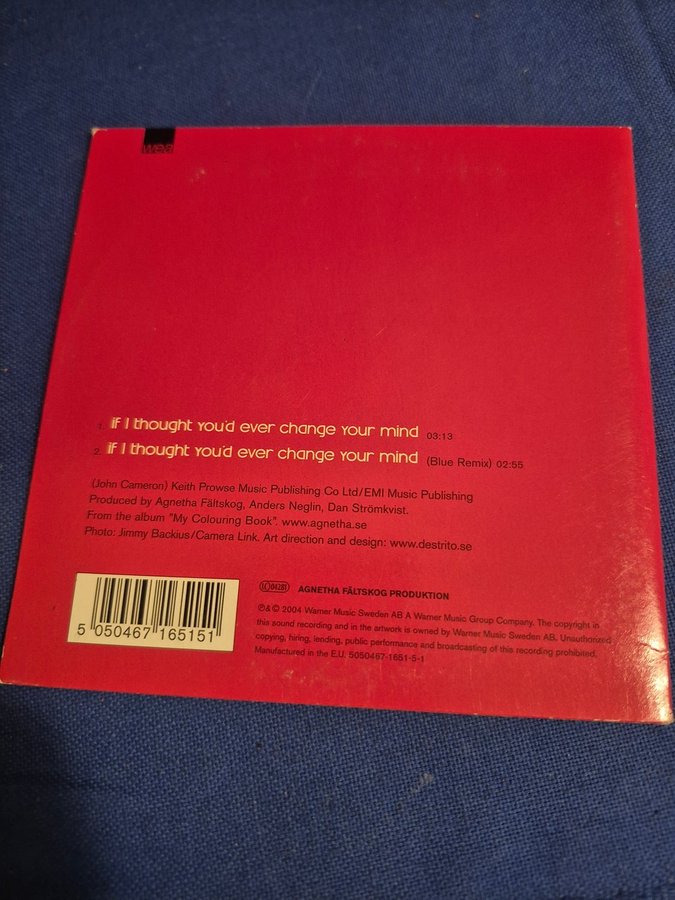 wea
1. if I thought you'd ever change your mind 03:13
2. if I thought you'd ever change your mind (Blue Remix) 02:55
(John Cameron) Keith Prowse Music Publishing Co Ltd/EMI Music Publishing
Produced by Agnetha Fältskog, Anders Neglin, Dan Strömkvist.
From the album "My Colouring Book". www.agnetha.se
Photo: Jimmy Backius/Camera Link. Art direction and design: www.destrito.se
LC 04281 AGNETHA FÄLTSKOG PRODUKTION
℗& © 2004 Warner Music Sweden AB A Warner Music Group Company. The copyright in
this sound recording and in the artwork is owned by Warner Music Sweden AB. Unauthorized
copying, hiring, lending, public performance and broadcasting of this recording prohibited.
Manufactured in the E.U. 5050467-1651-5-1
5 050467 165151